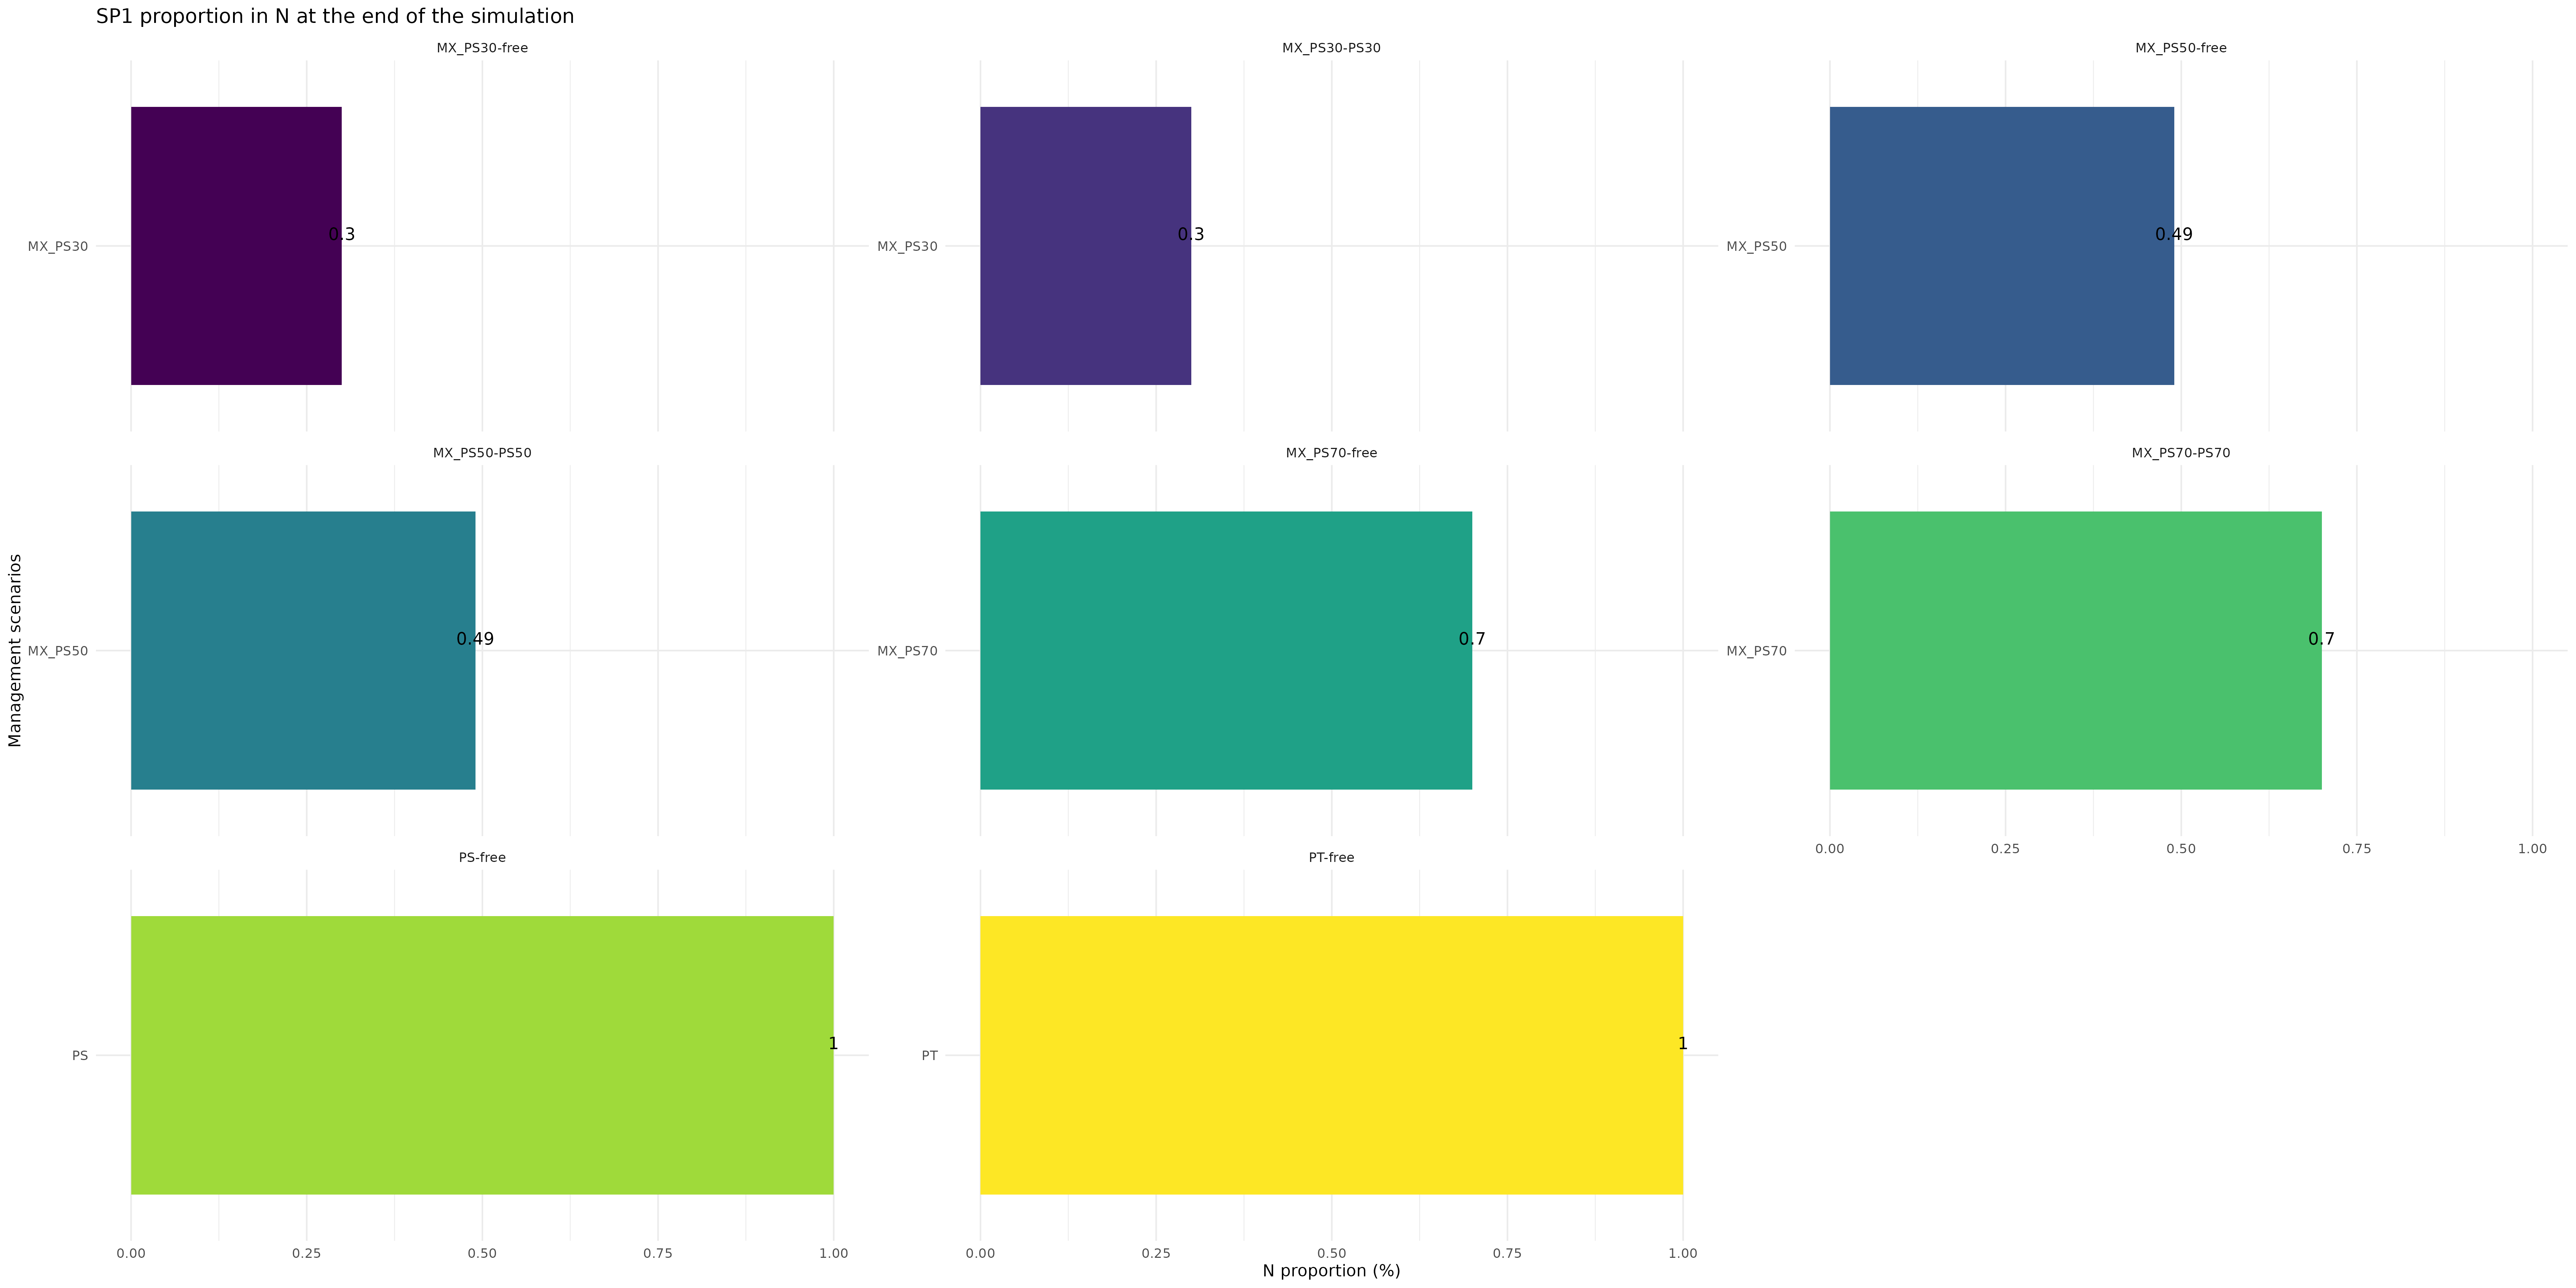 SP1 proportion in N at the end of the simulation
MX_PS30-free
MX_PS30-PS30
MX_PS50-free
MX_PS30
0.3
MX_PS30
0.3
MX_PS50
0.49
MX_PS50-PS50
MX_PS70-free
MX_PS70-PS70
Management scenarios
MX_PS50
0.49
MX_PS70
0.7
MX_PS70
0.7
0.00 0.25 0.50 0.75 1.00
PS-free
PT-free
PS
1
PT
1
0.00 0.25 0.50 0.75 1.00
0.00 0.25 0.50 0.75 1.00
N proportion (%)